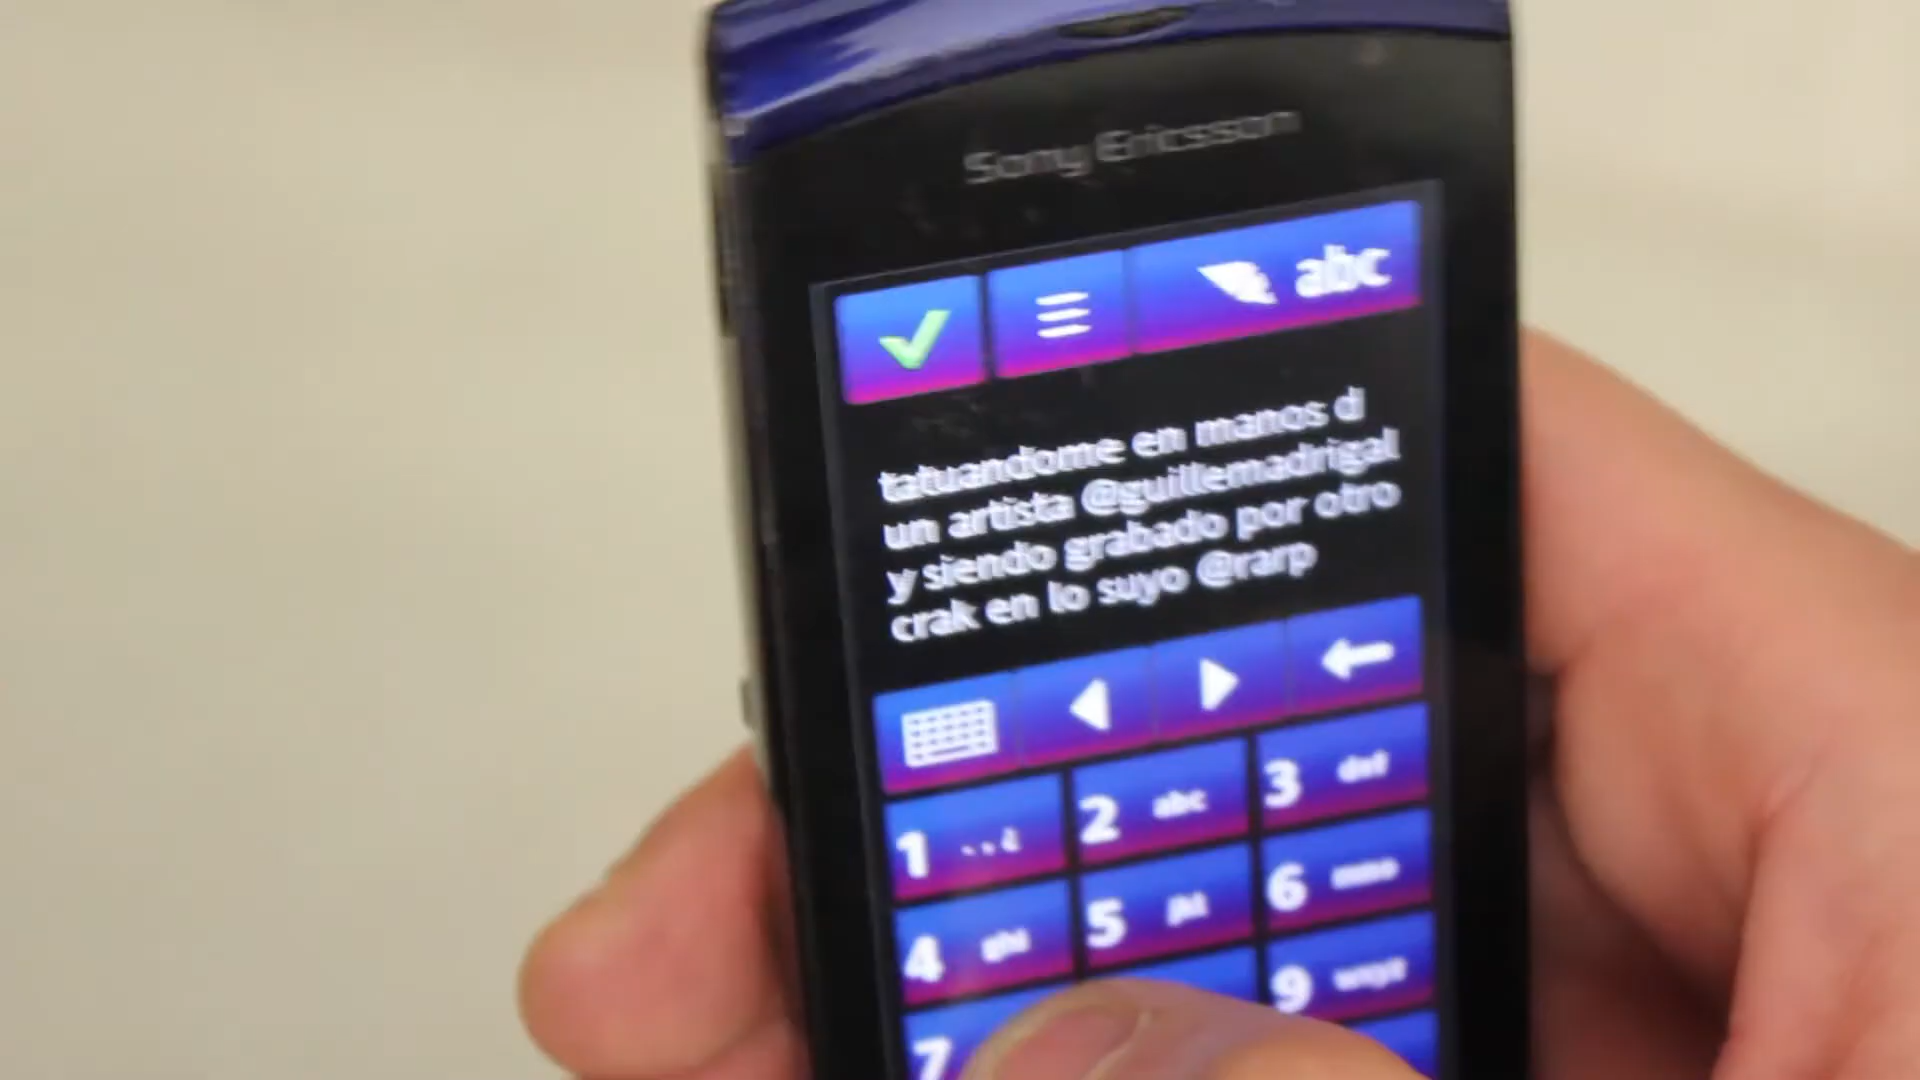 Sony Ericsson
abc
tatuandome en manos d
un artista @guillemadrigal
y siendo grabado por otro
crak en lo suyo @rarp
1 . , ¿
2 abc
3 def
4 ghi
5 jkl
6 mno
7
9 wxyz